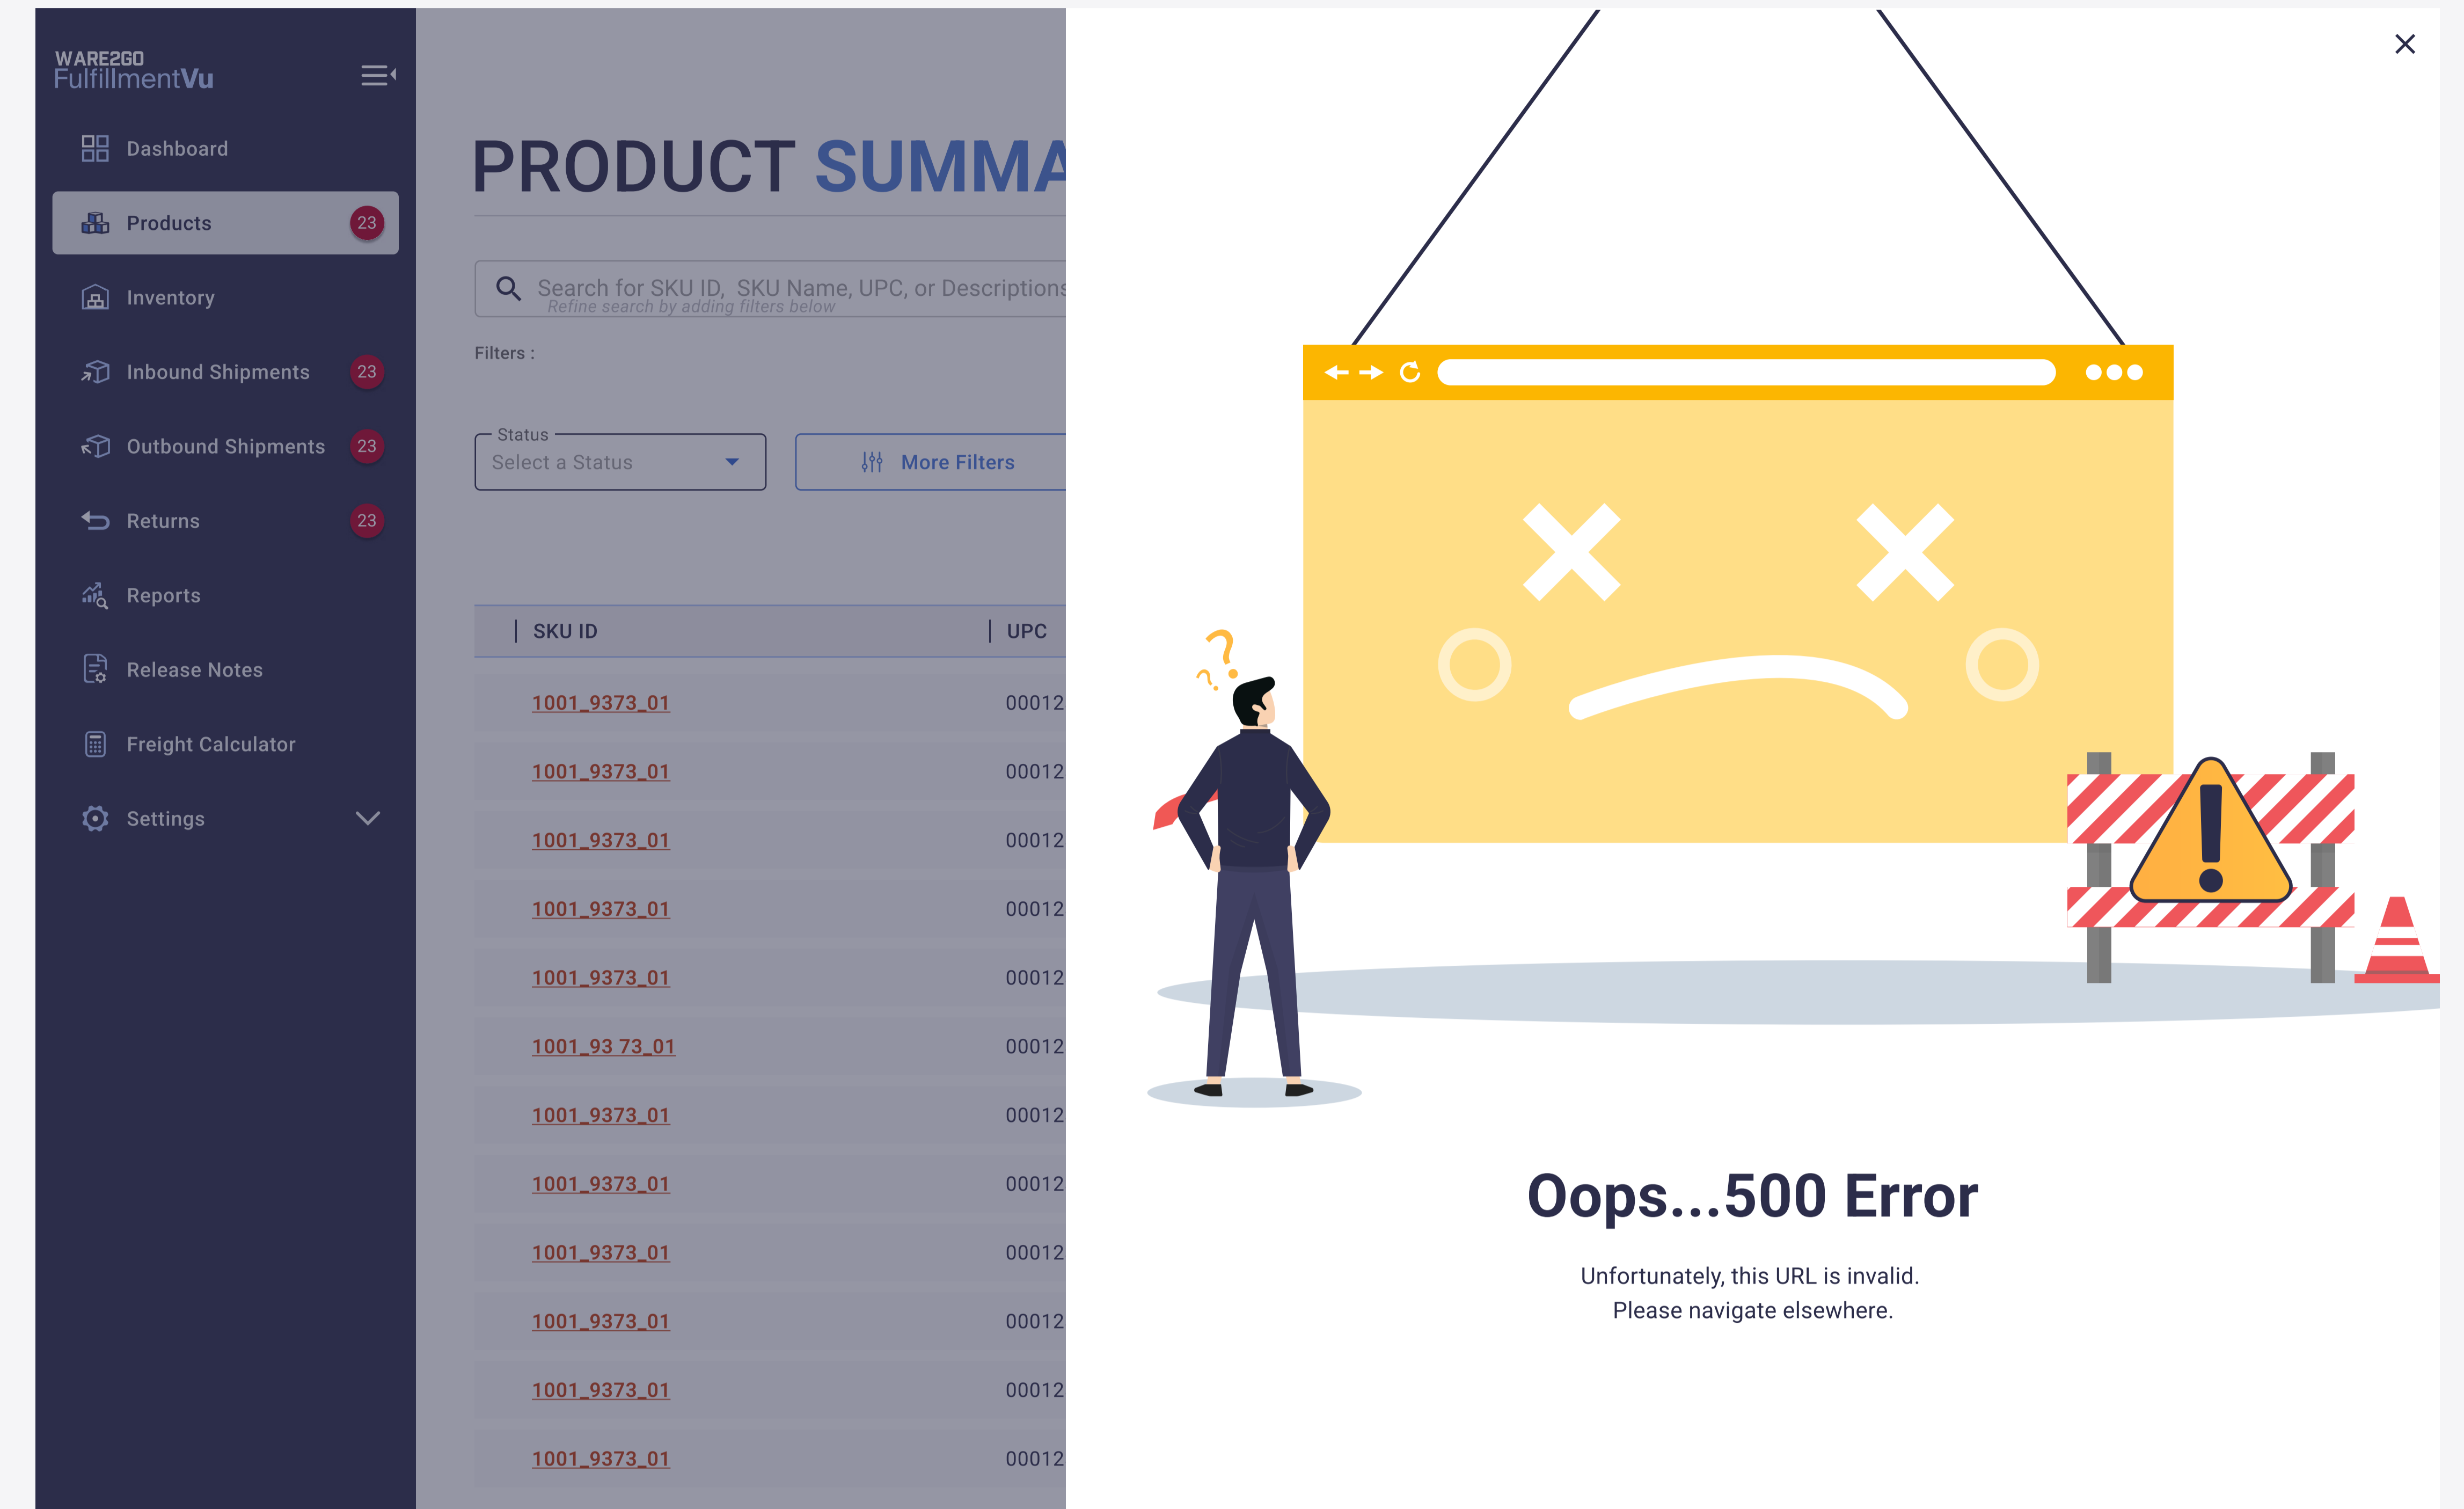 WARE2GO
FulfillmentVu
Dashboard
Products 23
Inventory
Inbound Shipments 23
Outbound Shipments 23
Returns 23
Reports
Release Notes
Freight Calculator
Settings
PRODUCT SUMMA
Search for SKU ID, SKU Name, UPC, or Descriptions
Refine search by adding filters below
Filters :
Status
Select a Status
More Filters
SKU ID UPC
1001_9373_01 00012
1001_9373_01 00012
1001_9373_01 00012
1001_9373_01 00012
1001_9373_01 00012
1001_93 73_01 00012
1001_9373_01 00012
1001_9373_01 00012
1001_9373_01 00012
1001_9373_01 00012
1001_9373_01 00012
1001_9373_01 00012
? ?
Oops...500 Error
Unfortunately, this URL is invalid.
Please navigate elsewhere.